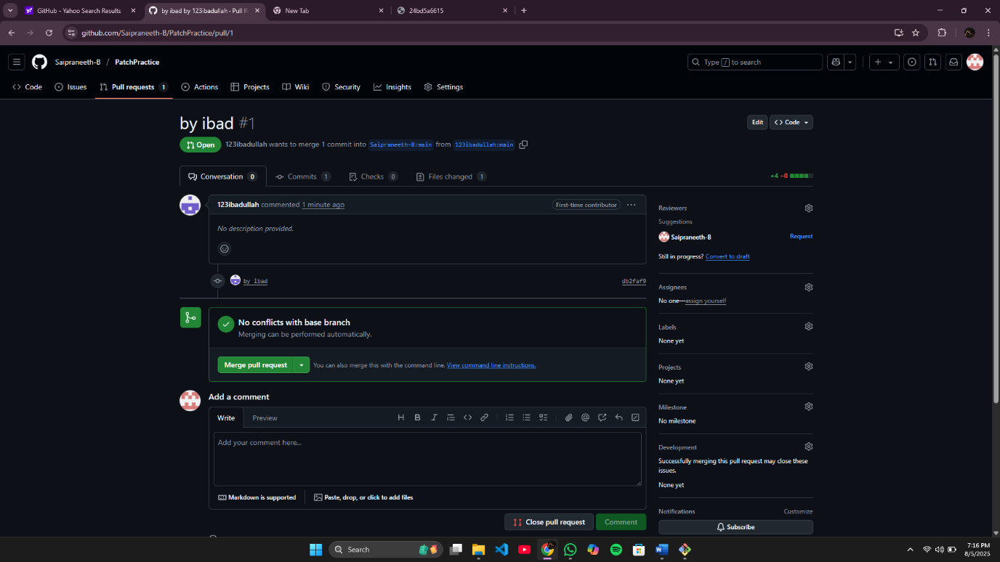 GitHub - Yahoo Search Results
by ibad by 123ibadullah · Pull R
New Tab
24bd5a6615
github.com/Saipraneeth-B/PatchPractice/pull/1
Saipraneeth-B / PatchPractice
Type / to search
Code
Issues
Pull requests 1
Actions
Projects
Wiki
Security
Insights
Settings
by ibad #1
Edit
<> Code
Open
123ibadullah wants to merge 1 commit into Saipraneeth-B:main from 123ibadullah:main
Conversation 0
Commits 1
Checks 0
Files changed 1
+4 −0
123ibadullah commented 1 minute ago
First-time contributor
No description provided.
by ibad
db2faf9
No conflicts with base branch
Merging can be performed automatically.
Merge pull request
You can also merge this with the command line. View command line instructions.
Add a comment
Write
Preview
Add your comment here...
Markdown is supported
Paste, drop, or click to add files
Close pull request
Comment
Reviewers
Suggestions
Saipraneeth-B
Request
Still in progress? Convert to draft
Assignees
No one—assign yourself
Labels
None yet
Projects
None yet
Milestone
No milestone
Development
Successfully merging this pull request may close these
issues.
None yet
Notifications
Customize
Subscribe
Search
7:16 PM
8/5/2025